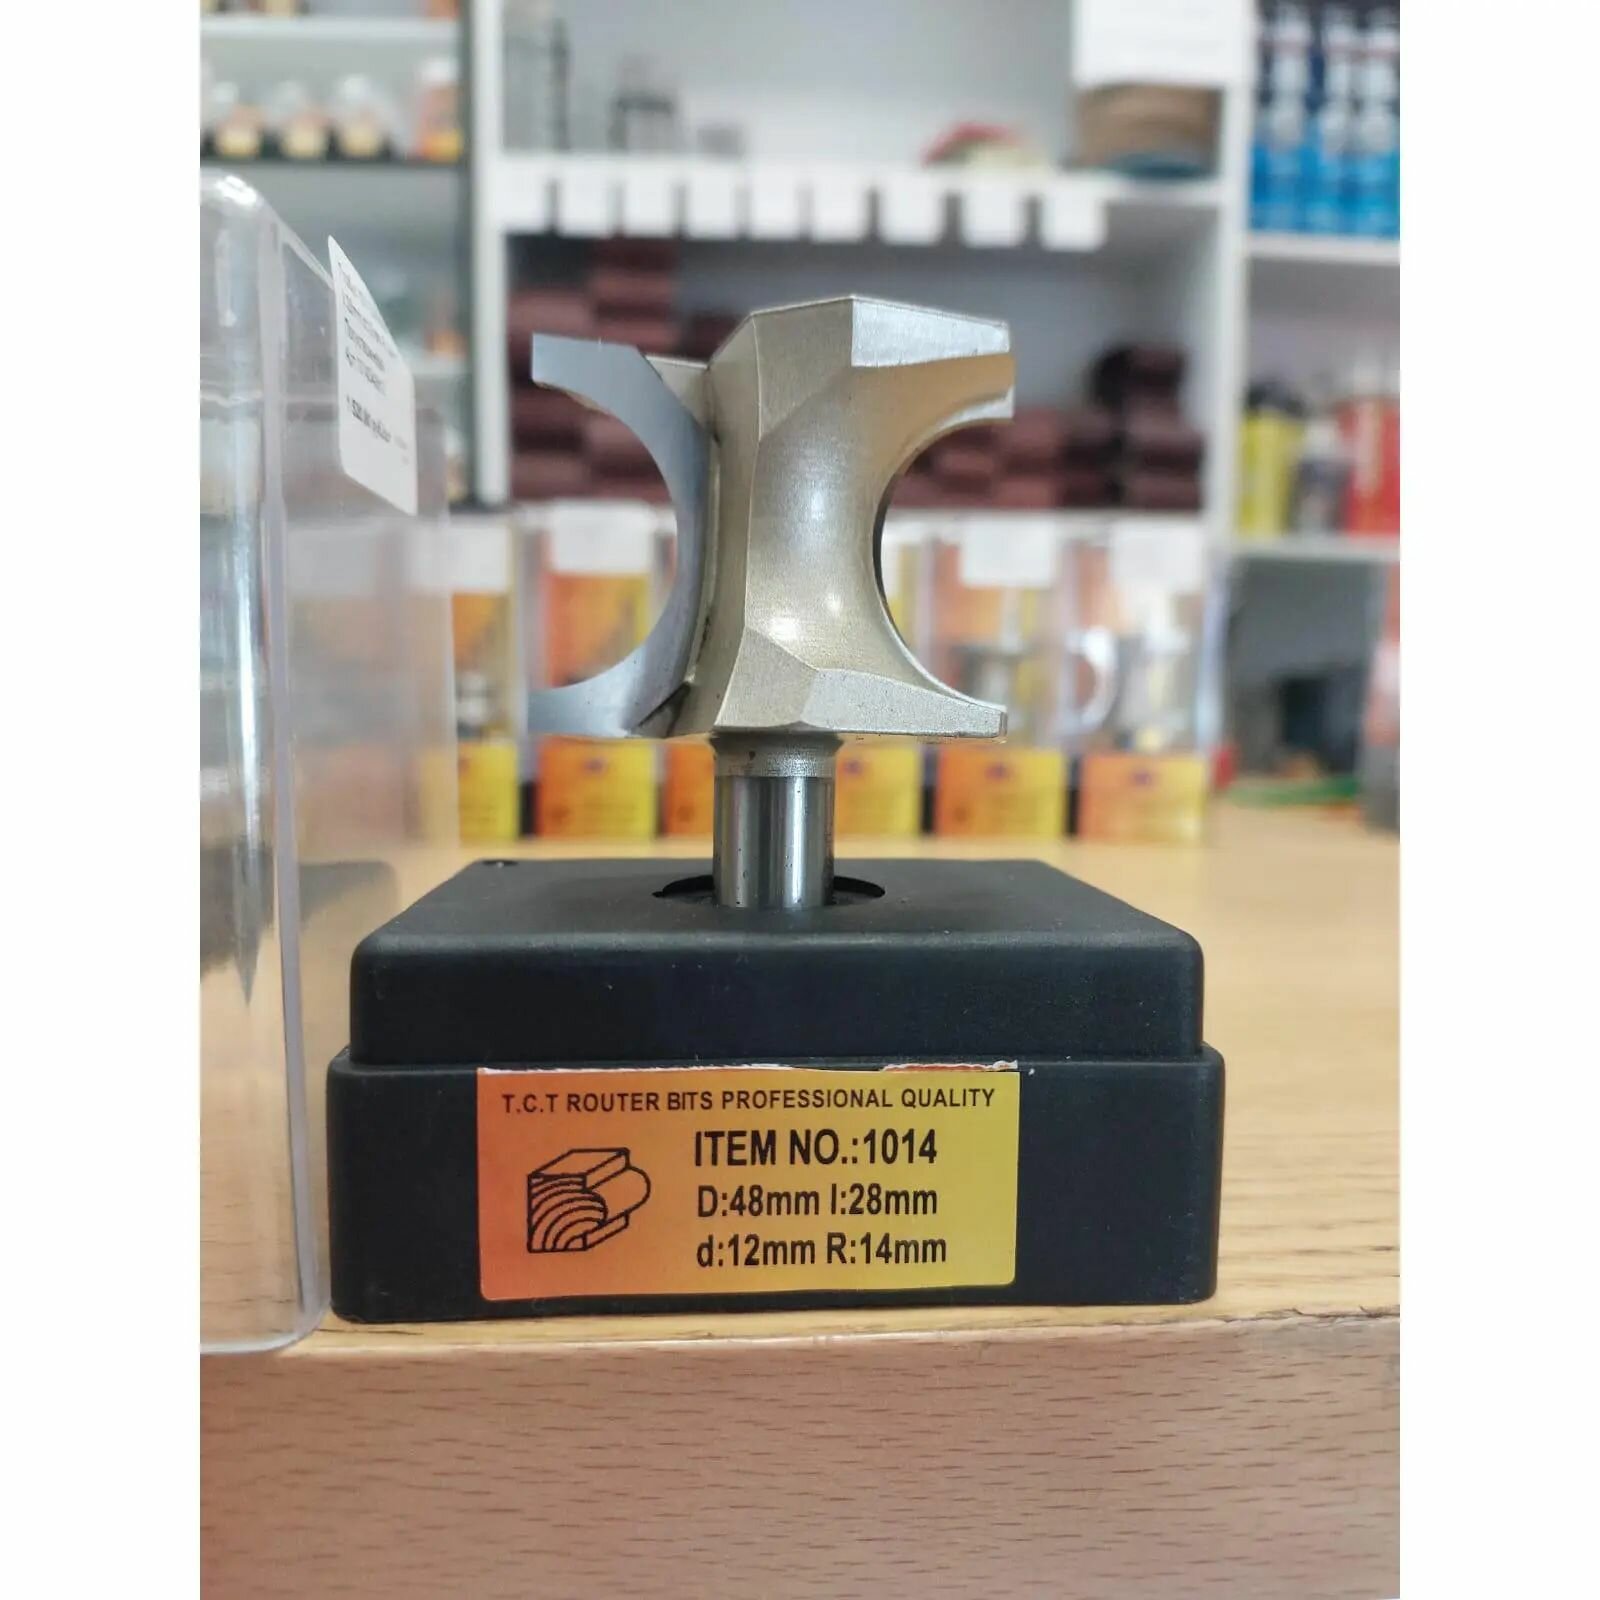 T.C.T ROUTER BITS PROFESSIONAL QUALITY
ITEM NO.:1014
D:48mm I:28mm
d:12mm R:14mm